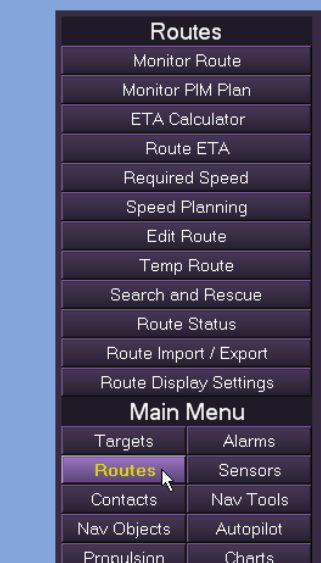 Routes
Monitor Route
Monitor PIM Plan
ETA Calculator
Route ETA
Required Speed
Speed Planning
Edit Route
Temp Route
Search and Rescue
Route Status
Route Import / Export
Route Display Settings
Main Menu
Targets Alarms
Routes Sensors
Contacts Nav Tools
Nav Objects Autopilot
Propulsion Charts